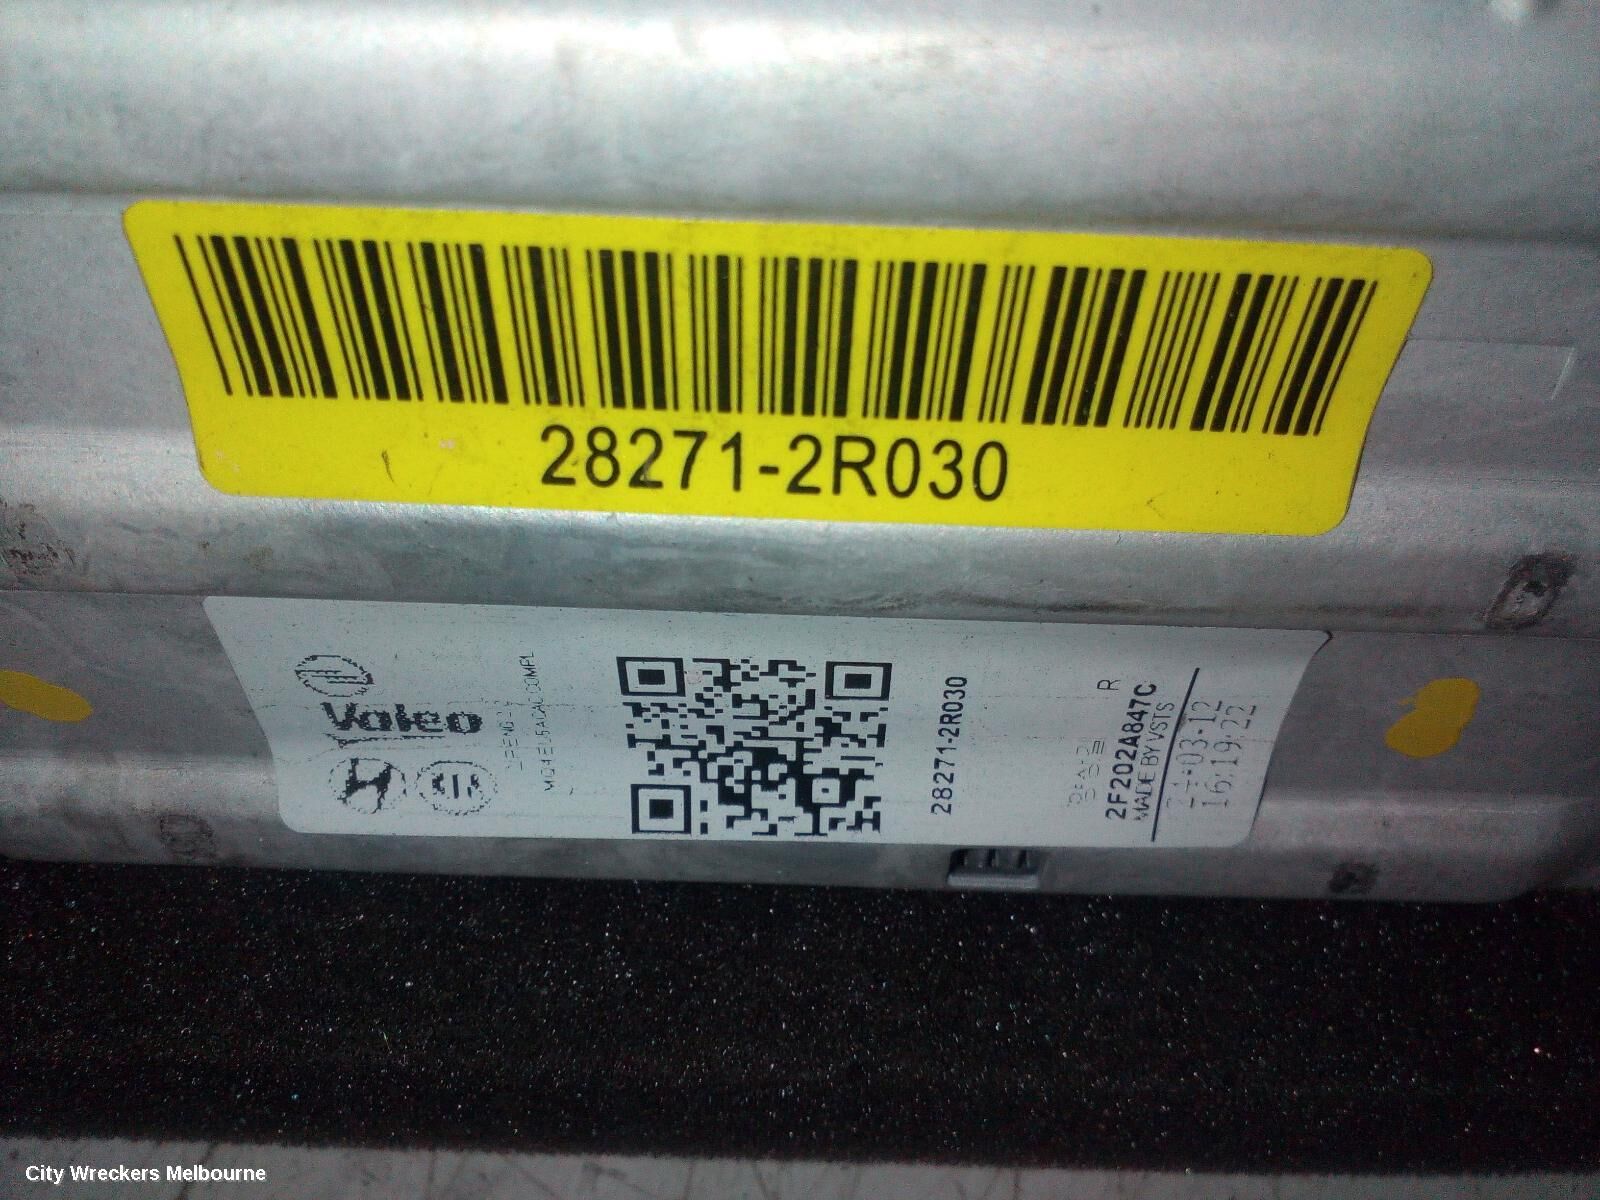 28271-2R030
Valeo
28271-2R030
R
2F202A847C
MADE BY VSTS
16:19:22
City Wreckers Melbourne